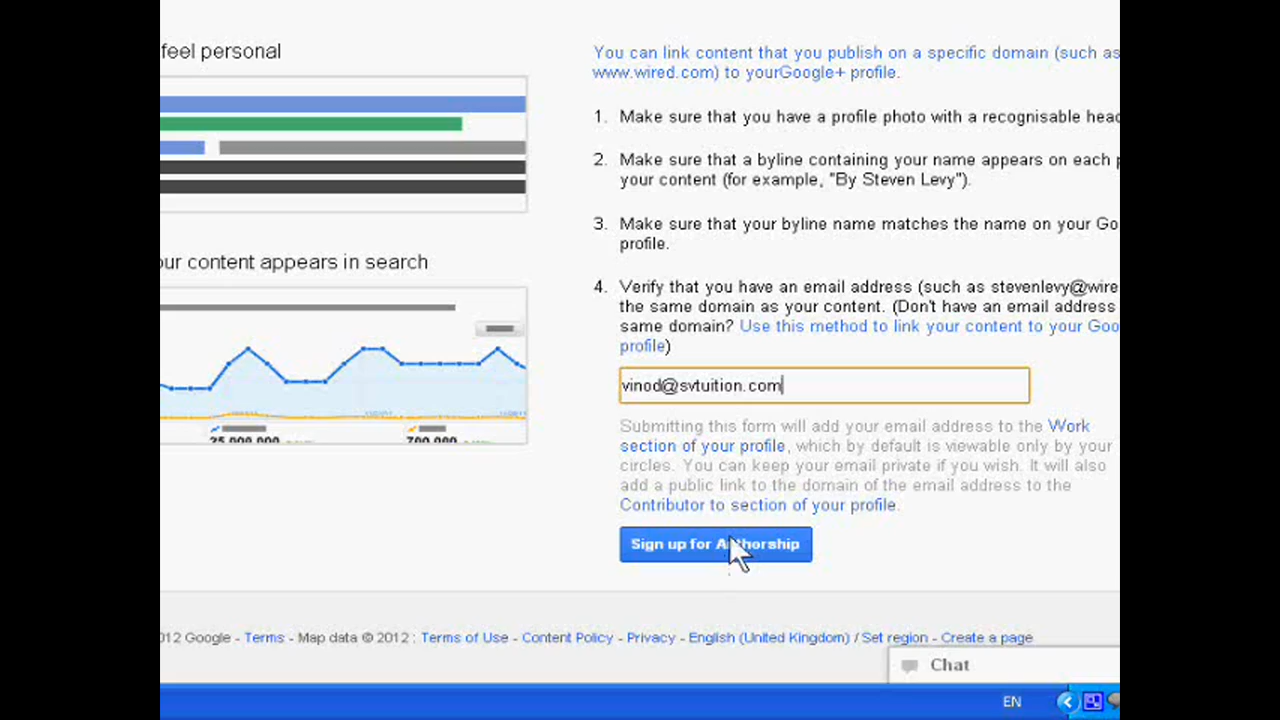 feel personal
our content appears in search
25,000,000
700,000
You can link content that you publish on a specific domain (such as
www.wired.com) to yourGoogle+ profile.
1. Make sure that you have a profile photo with a recognisable head
2. Make sure that a byline containing your name appears on each p
your content (for example, "By Steven Levy").
3. Make sure that your byline name matches the name on your Go
profile.
4. Verify that you have an email address (such as stevenlevy@wire
the same domain as your content. (Don't have an email address
same domain? Use this method to link your content to your Goo
profile)
vinod@svtuition.com
Submitting this form will add your email address to the Work
section of your profile, which by default is viewable only by your
circles. You can keep your email private if you wish. It will also
add a public link to the domain of the email address to the
Contributor to section of your profile.
Sign up for Authorship
012 Google - Terms - Map data © 2012 : Terms of Use - Content Policy - Privacy - English (United Kingdom) / Set region - Create a page
Chat
EN